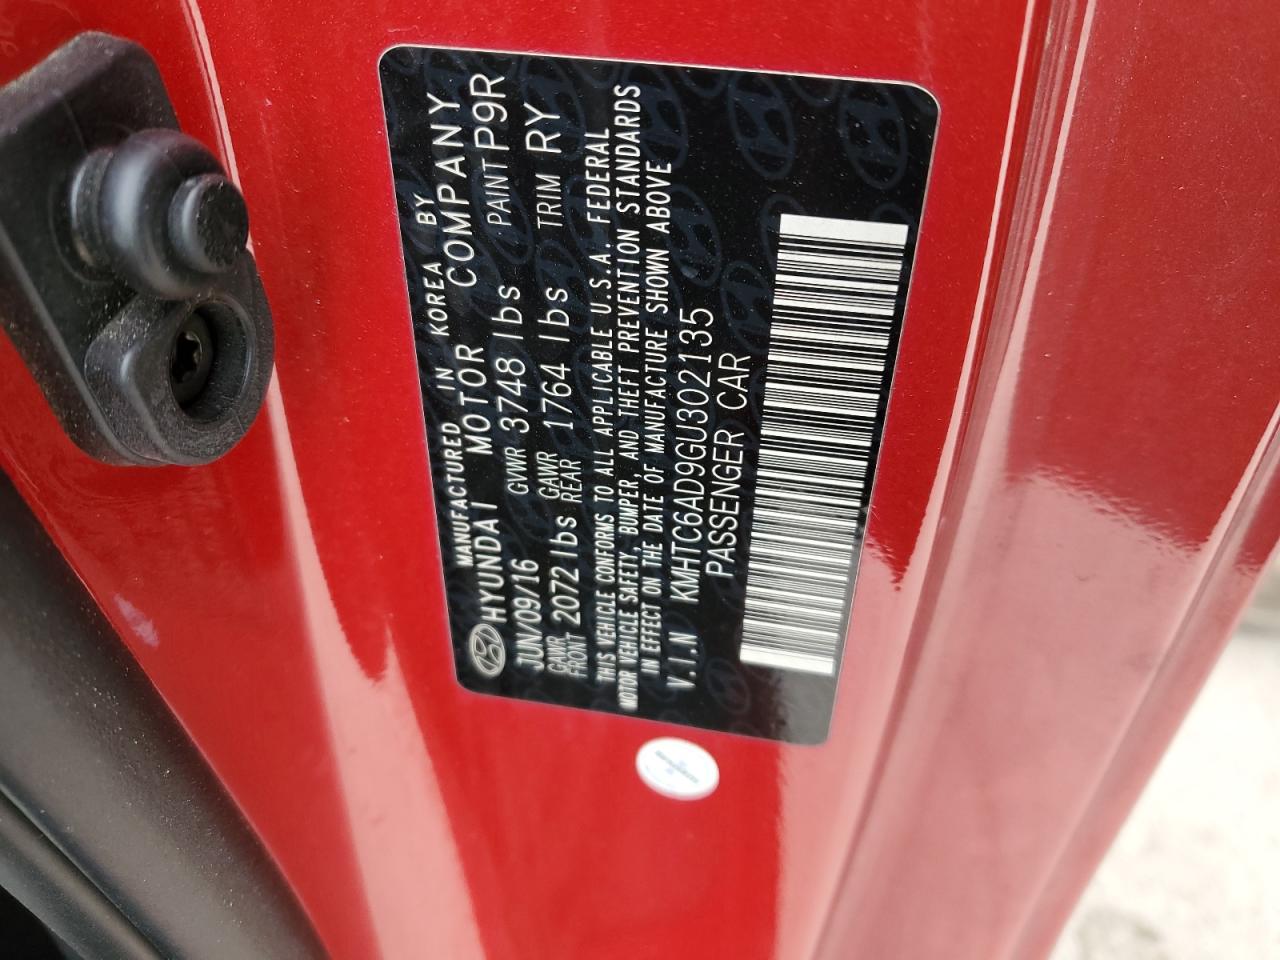 MANUFACTURED IN KOREA BY
HYUNDAI MOTOR COMPANY
JUN/09/16 GVWR 3748 lbs PAINT P9R
GAWR FRONT 2072 lbs GAWR REAR 1764 lbs TRIM RY
THIS VEHICLE CONFORMS TO ALL APPLICABLE U.S.A. FEDERAL
MOTOR VEHICLE SAFETY, BUMPER, AND THEFT PREVENTION STANDARDS
IN EFFECT ON THE DATE OF MANUFACTURE SHOWN ABOVE
V.I.N KMHTC6AD9GU302135
PASSENGER CAR